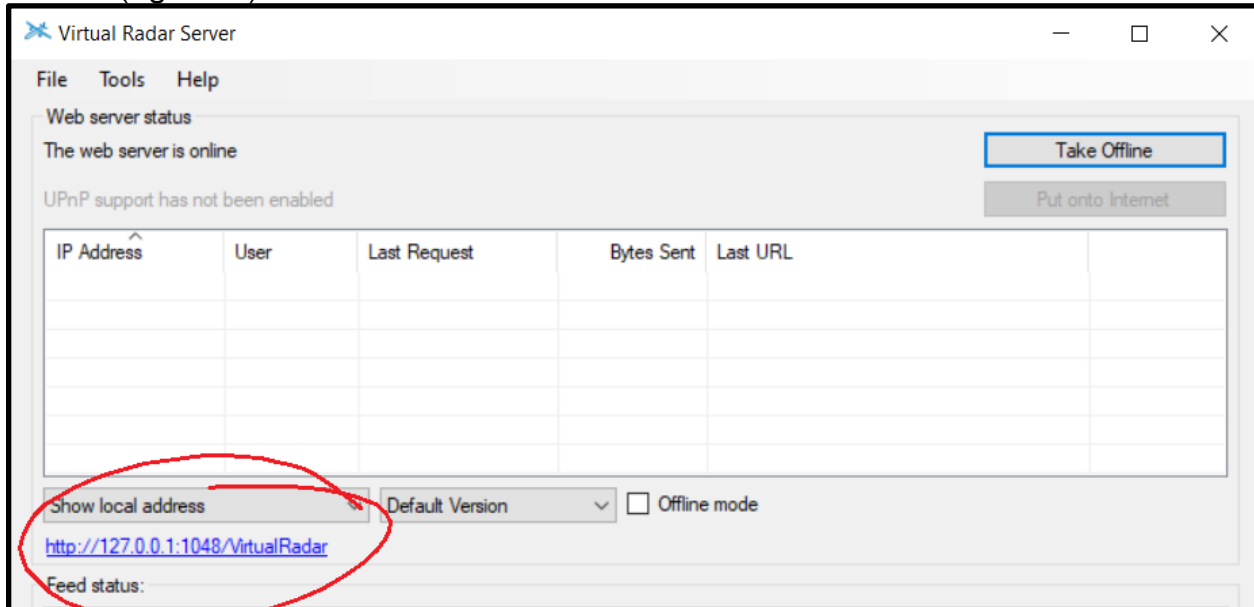 Virtual Radar Server
File Tools Help
Web server status
The web server is online
Take Offline
UPnP support has not been enabled
Put onto Internet
IP Address User Last Request Bytes Sent Last URL
Show local address Default Version Offline mode
http://127.0.0.1:1048/VirtualRadar
Feed status: